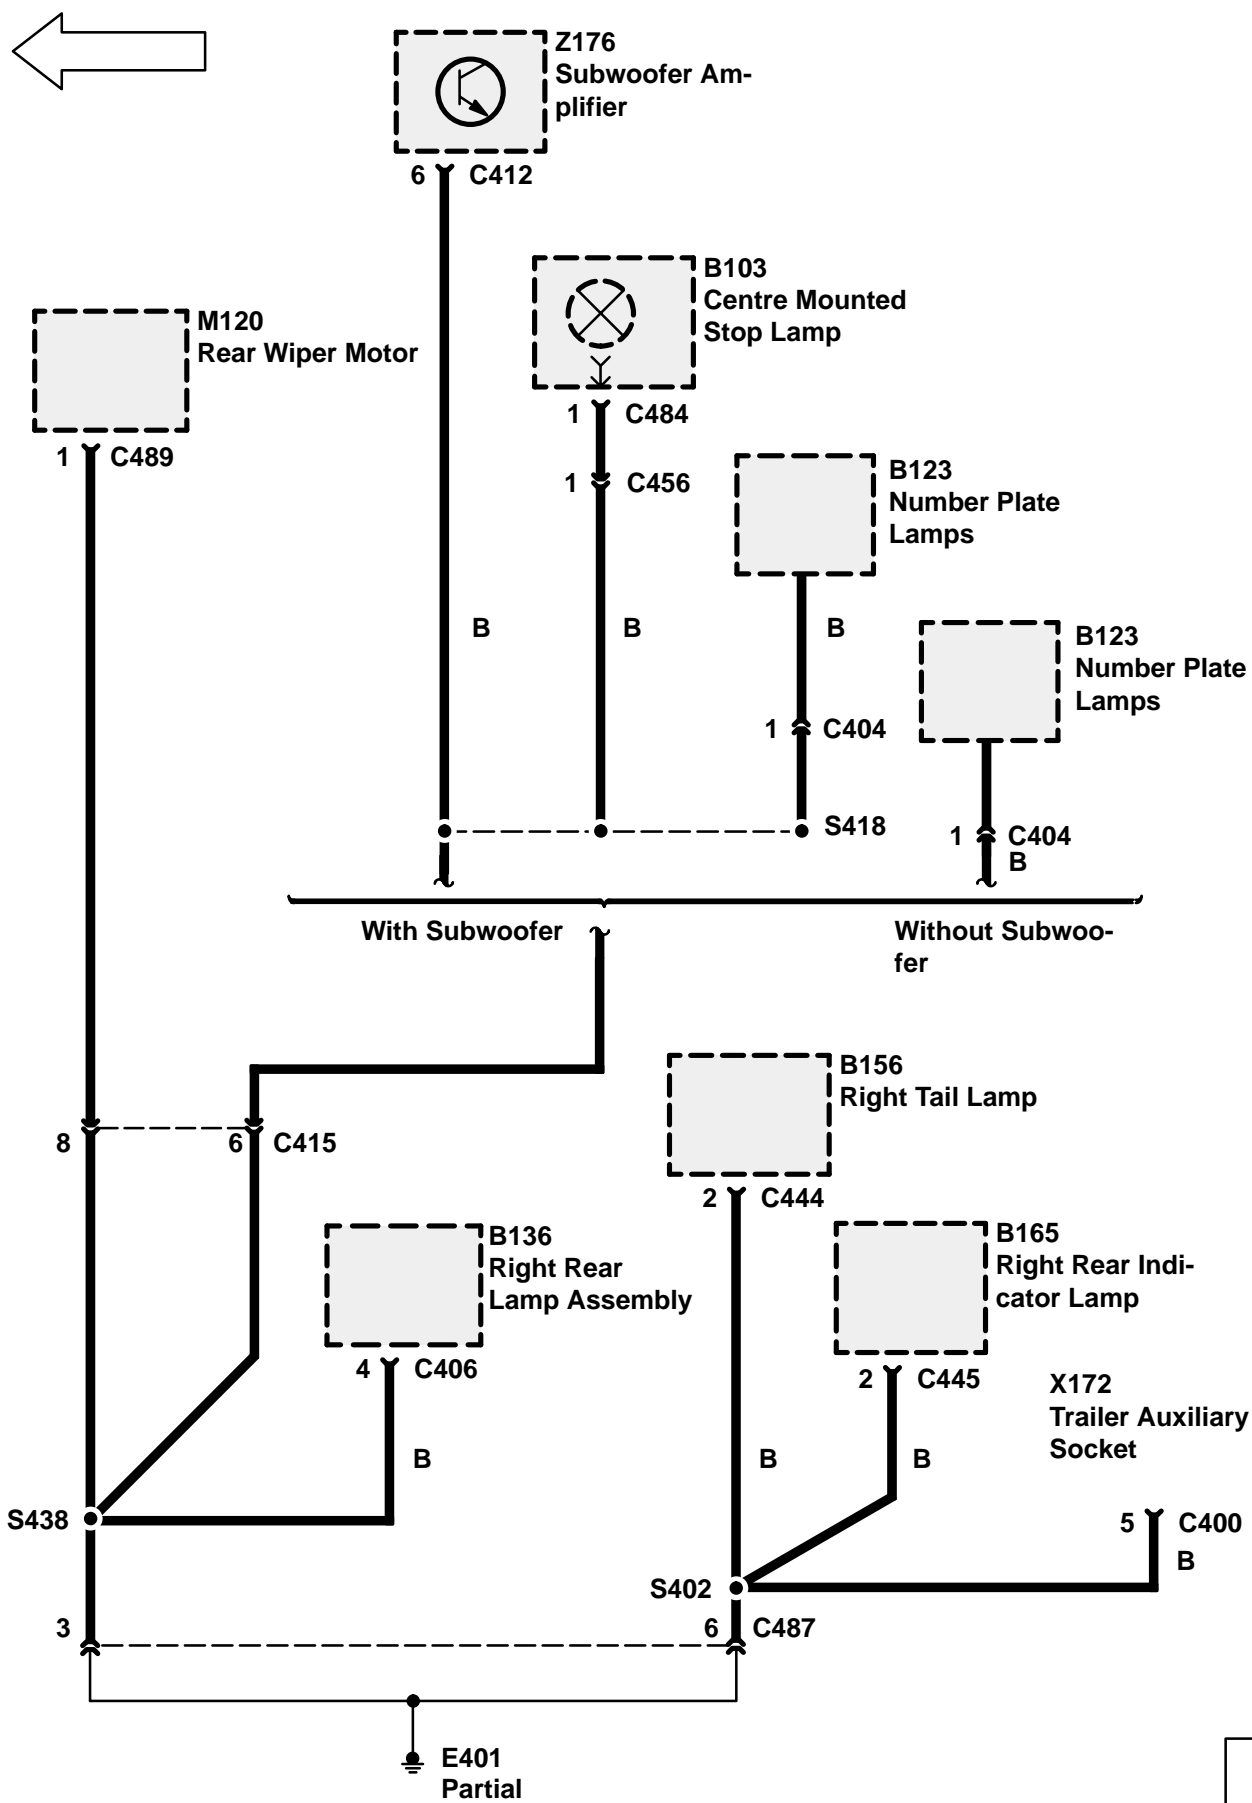 Z176
Subwoofer Am-
plifier
6 C412
B103
Centre Mounted
Stop Lamp
M120
Rear Wiper Motor
1 C484
1 C489
B123
Number Plate
Lamps
1 C456
B B B
B123
Number Plate
Lamps
1 C404
S418
1 C404
B
With Subwoofer
Without Subwoo-
fer
B156
Right Tail Lamp
8 6 C415
2 C444
B136
Right Rear
Lamp Assembly
B165
Right Rear Indi-
cator Lamp
4 C406
2 C445
X172
Trailer Auxiliary
Socket
B B B
S438
5 C400
B
S402
3
6 C487
E401
Partial